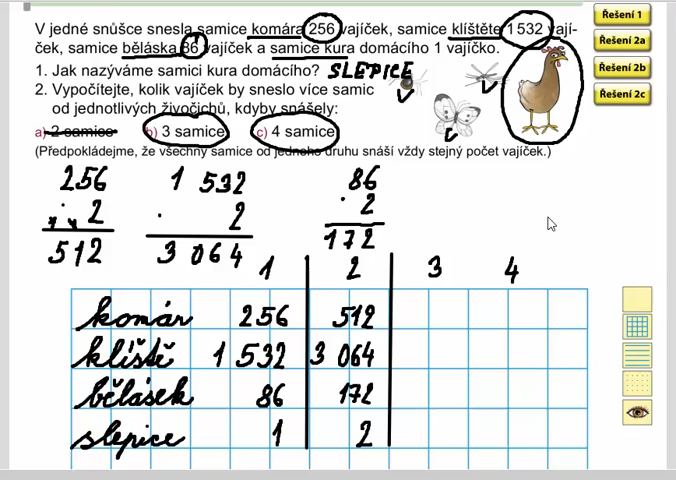 V jedné snůšce snesla samice komára 256 vajíček, samice klíštěte 1 532 vají-
ček, samice běláska 86 vajíček a samice kura domácího 1 vajíčko.
1. Jak nazýváme samici kura domácího? SLEPICE
2. Vypočítejte, kolik vajíček by sneslo více samic
od jednotlivých živočichů, kdyby snášely:
a) 2 samice b) 3 samice c) 4 samice
(Předpokládejme, že všechny samice od jednoho druhu snáší vždy stejný počet vajíček.)
Řešení 1
Řešení 2a
Řešení 2b
Řešení 2c
256 1 532 86
. 2 . 2 . 2
512 3 064 172
1 2 3 4
komár 256 512
klíště 1 532 3 064
bělásek 86 172
slepice 1 2